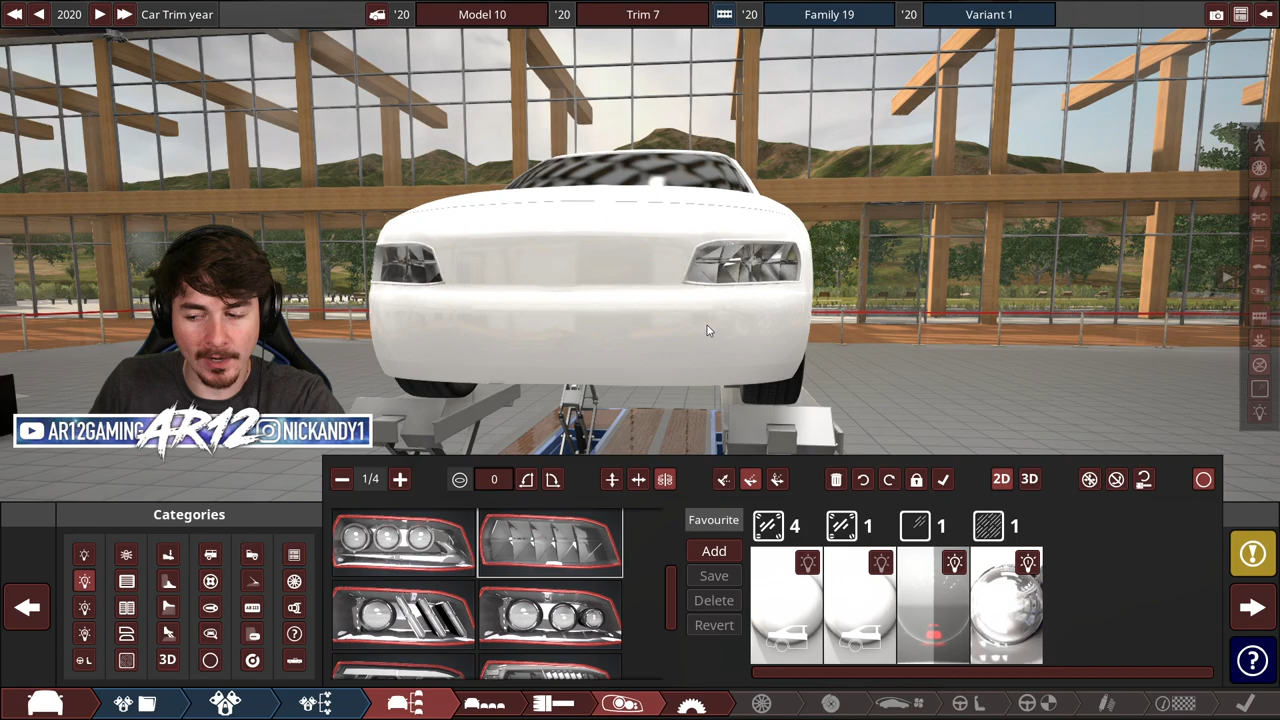 2020
Car Trim year
'20
Model 10
'20
Trim 7
'20
Family 19
'20
Variant 1
AR12GAMING
AR12
NICKANDY1
1/4
0
2D
3D
Categories
3D
L
Favourite
4
1
1
1
Add
Save
Delete
Revert
!
?
?